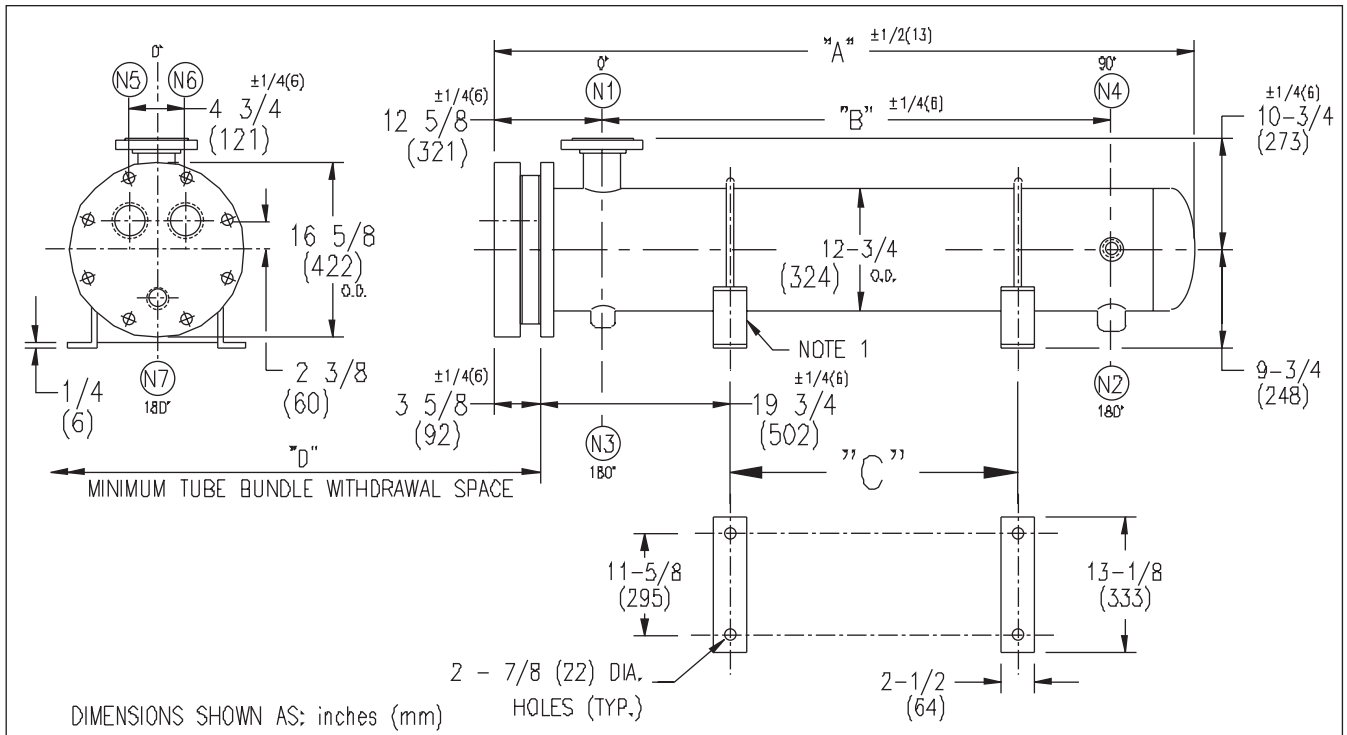 0°
N5 N6
±1/4(6)
4 3/4
(121)
16 5/8
(422)
O.D.
2 3/8
(60)
1/4
(6)
N7
180°
"A" ±1/2(13)
0°
N1
90°
N4
±1/4(6)
12 5/8
(321)
"B" ±1/4(6)
±1/4(6)
10-3/4
(273)
12-3/4
(324) O.D.
NOTE 1
±1/4(6)
3 5/8
(92)
±1/4(6)
19 3/4
(502)
N3
180°
N2
180°
9-3/4
(248)
"D"
MINIMUM TUBE BUNDLE WITHDRAWAL SPACE
"C"
11-5/8
(295)
13-1/8
(333)
2 - 7/8 (22) DIA.
HOLES (TYP.)
2-1/2
(64)
DIMENSIONS SHOWN AS: inches (mm)